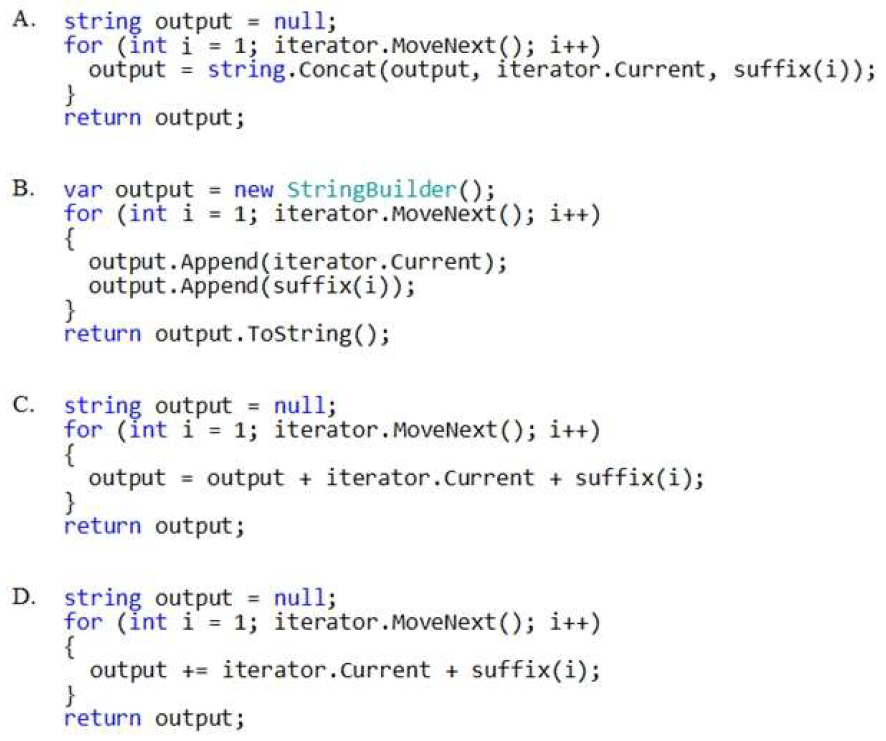 A. string output = null;
for (int i = 1; iterator.MoveNext(); i++)
output = string.Concat(output, iterator.Current, suffix(i));
}
return output;
B. var output = new StringBuilder();
for (int i = 1; iterator.MoveNext(); i++)
{
output.Append(iterator.Current);
output.Append(suffix(i));
}
return output.ToString();
C. string output = null;
for (int i = 1; iterator.MoveNext(); i++)
{
output = output + iterator.Current + suffix(i);
}
return output;
D. string output = null;
for (int i = 1; iterator.MoveNext(); i++)
{
output += iterator.Current + suffix(i);
}
return output;